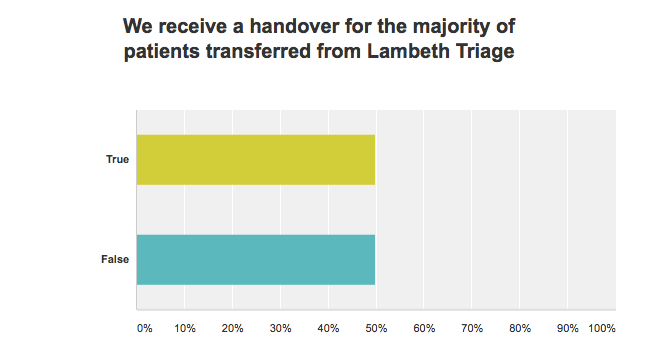 We receive a handover for the majority of
patients transferred from Lambeth Triage
True
False
0% 10% 20% 30% 40% 50% 60% 70% 80% 90% 100%